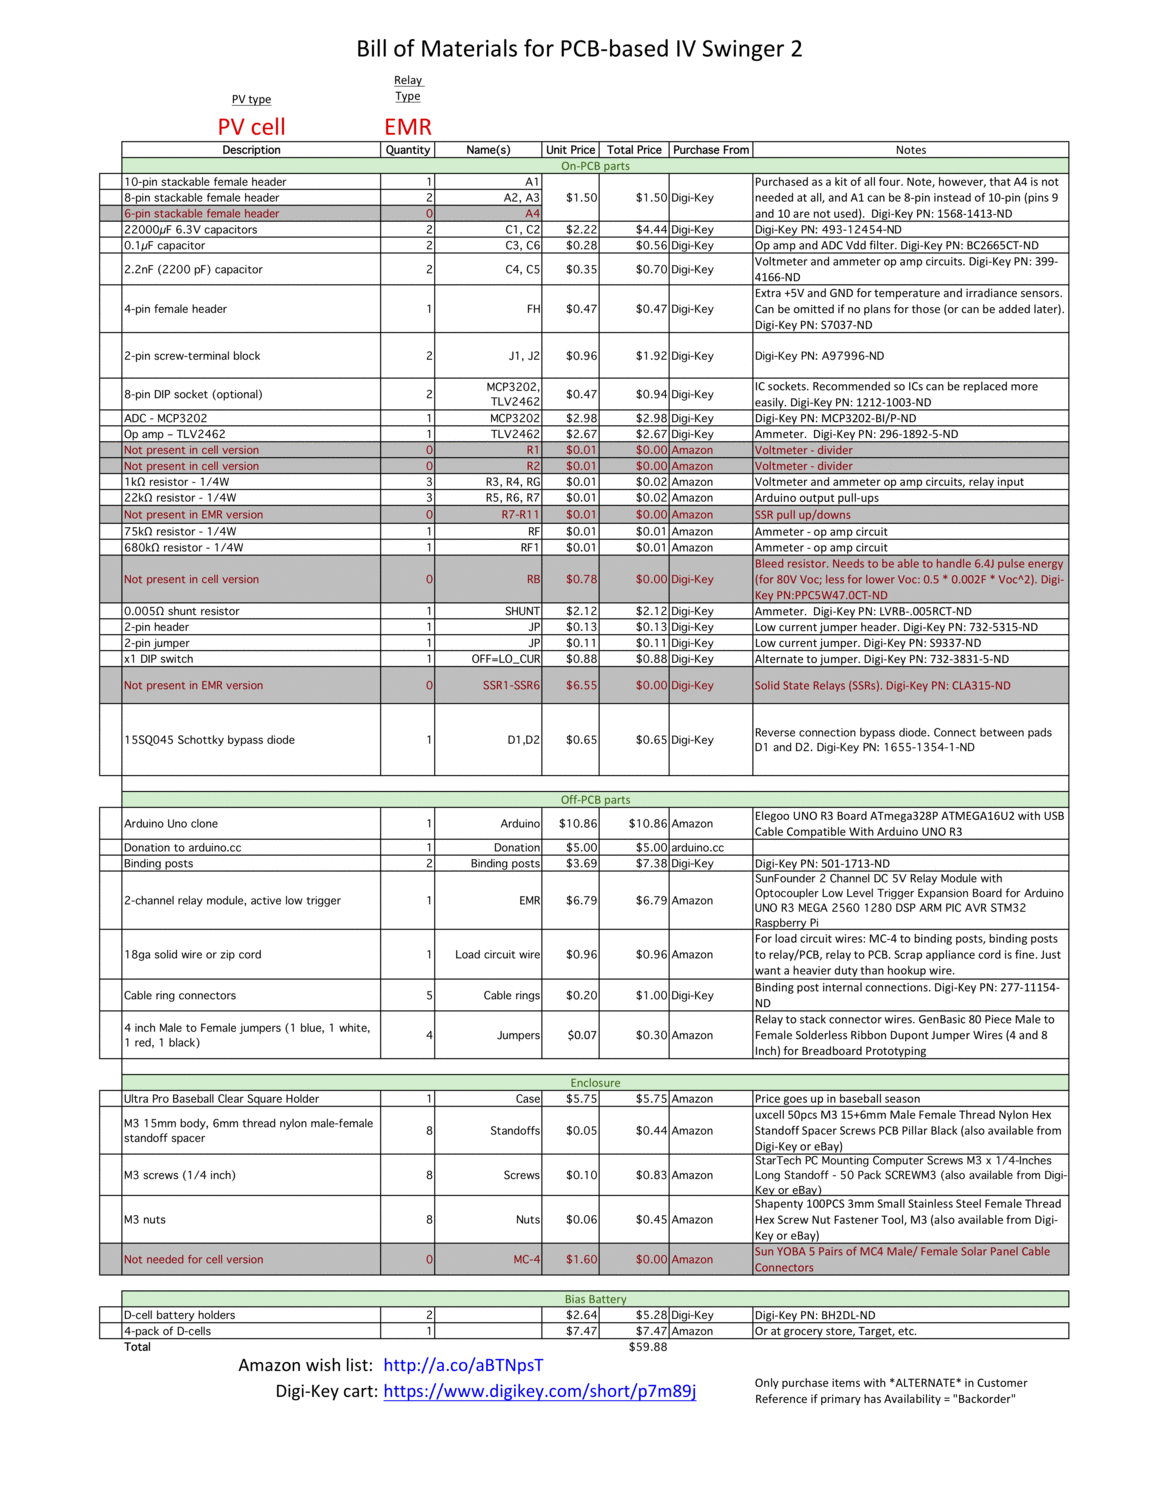 Bill of Materials for PCB-based IV Swinger 2
PV type
Relay
Type
PV cell EMR
Description Quantity Name(s) Unit Price Total Price Purchase From Notes
On-PCB parts
10-pin stackable female header 1 A1
8-pin stackable female header 2 A2, A3 $1.50 $1.50 Digi-Key
6-pin stackable female header 0 A4
Purchased as a kit of all four. Note, however, that A4 is not
needed at all, and A1 can be 8-pin instead of 10-pin (pins 9
and 10 are not used). Digi-Key PN: 1568-1413-ND
22000µF 6.3V capacitors 2 C1, C2 $2.22 $4.44 Digi-Key Digi-Key PN: 493-12454-ND
0.1µF capacitor 2 C3, C6 $0.28 $0.56 Digi-Key Op amp and ADC Vdd filter. Digi-Key PN: BC2665CT-ND
2.2nF (2200 pF) capacitor 2 C4, C5 $0.35 $0.70 Digi-Key Voltmeter and ammeter op amp circuits. Digi-Key PN: 399-
4166-ND
4-pin female header 1 FH $0.47 $0.47 Digi-Key Extra +5V and GND for temperature and irradiance sensors.
Can be omitted if no plans for those (or can be added later).
Digi-Key PN: S7037-ND
2-pin screw-terminal block 2 J1, J2 $0.96 $1.92 Digi-Key Digi-Key PN: A97996-ND
8-pin DIP socket (optional) 2 MCP3202,
TLV2462 $0.47 $0.94 Digi-Key IC sockets. Recommended so ICs can be replaced more
easily. Digi-Key PN: 1212-1003-ND
ADC - MCP3202 1 MCP3202 $2.98 $2.98 Digi-Key Digi-Key PN: MCP3202-BI/P-ND
Op amp – TLV2462 1 TLV2462 $2.67 $2.67 Digi-Key Ammeter. Digi-Key PN: 296-1892-5-ND
Not present in cell version 0 R1 $0.01 $0.00 Amazon Voltmeter - divider
Not present in cell version 0 R2 $0.01 $0.00 Amazon Voltmeter - divider
1kΩ resistor - 1/4W 3 R3, R4, RG $0.01 $0.02 Amazon Voltmeter and ammeter op amp circuits, relay input
22kΩ resistor - 1/4W 3 R5, R6, R7 $0.01 $0.02 Amazon Arduino output pull-ups
Not present in EMR version 0 R7-R11 $0.01 $0.00 Amazon SSR pull up/downs
75kΩ resistor - 1/4W 1 RF $0.01 $0.01 Amazon Ammeter - op amp circuit
680kΩ resistor - 1/4W 1 RF1 $0.01 $0.01 Amazon Ammeter - op amp circuit
Not present in cell version 0 RB $0.78 $0.00 Digi-Key Bleed resistor. Needs to be able to handle 6.4J pulse energy
(for 80V Voc; less for lower Voc: 0.5 * 0.002F * Voc^2). Digi-
Key PN:PPC5W47.0CT-ND
0.005Ω shunt resistor 1 SHUNT $2.12 $2.12 Digi-Key Ammeter. Digi-Key PN: LVRB-.005RCT-ND
2-pin header 1 JP $0.13 $0.13 Digi-Key Low current jumper header. Digi-Key PN: 732-5315-ND
2-pin jumper 1 JP $0.11 $0.11 Digi-Key Low current jumper. Digi-Key PN: S9337-ND
x1 DIP switch 1 OFF=LO_CUR $0.88 $0.88 Digi-Key Alternate to jumper. Digi-Key PN: 732-3831-5-ND
Not present in EMR version 0 SSR1-SSR6 $6.55 $0.00 Digi-Key Solid State Relays (SSRs). Digi-Key PN: CLA315-ND
15SQ045 Schottky bypass diode 1 D1,D2 $0.65 $0.65 Digi-Key Reverse connection bypass diode. Connect between pads
D1 and D2. Digi-Key PN: 1655-1354-1-ND
Off-PCB parts
Arduino Uno clone 1 Arduino $10.86 $10.86 Amazon Elegoo UNO R3 Board ATmega328P ATMEGA16U2 with USB
Cable Compatible With Arduino UNO R3
Donation to arduino.cc 1 Donation $5.00 $5.00 arduino.cc
Binding posts 2 Binding posts $3.69 $7.38 Digi-Key Digi-Key PN: 501-1713-ND
2-channel relay module, active low trigger 1 EMR $6.79 $6.79 Amazon SunFounder 2 Channel DC 5V Relay Module with
Optocoupler Low Level Trigger Expansion Board for Arduino
UNO R3 MEGA 2560 1280 DSP ARM PIC AVR STM32
Raspberry Pi
18ga solid wire or zip cord 1 Load circuit wire $0.96 $0.96 Amazon For load circuit wires: MC-4 to binding posts, binding posts
to relay/PCB, relay to PCB. Scrap appliance cord is fine. Just
want a heavier duty than hookup wire.
Cable ring connectors 5 Cable rings $0.20 $1.00 Digi-Key Binding post internal connections. Digi-Key PN: 277-11154-
ND
4 inch Male to Female jumpers (1 blue, 1 white,
1 red, 1 black) 4 Jumpers $0.07 $0.30 Amazon Relay to stack connector wires. GenBasic 80 Piece Male to
Female Solderless Ribbon Dupont Jumper Wires (4 and 8
Inch) for Breadboard Prototyping
Enclosure
Ultra Pro Baseball Clear Square Holder 1 Case $5.75 $5.75 Amazon Price goes up in baseball season
M3 15mm body, 6mm thread nylon male-female
standoff spacer 8 Standoffs $0.05 $0.44 Amazon uxcell 50pcs M3 15+6mm Male Female Thread Nylon Hex
Standoff Spacer Screws PCB Pillar Black (also available from
Digi-Key or eBay)
M3 screws (1/4 inch) 8 Screws $0.10 $0.83 Amazon StarTech PC Mounting Computer Screws M3 x 1/4-Inches
Long Standoff - 50 Pack SCREWM3 (also available from Digi-
Key or eBay)
M3 nuts 8 Nuts $0.06 $0.45 Amazon Shapenty 100PCS 3mm Small Stainless Steel Female Thread
Hex Screw Nut Fastener Tool, M3 (also available from Digi-
Key or eBay)
Not needed for cell version 0 MC-4 $1.60 $0.00 Amazon Sun YOBA 5 Pairs of MC4 Male/ Female Solar Panel Cable
Connectors
Bias Battery
D-cell battery holders 2 $2.64 $5.28 Digi-Key Digi-Key PN: BH2DL-ND
4-pack of D-cells 1 $7.47 $7.47 Amazon Or at grocery store, Target, etc.
Total $59.88
Amazon wish list: http://a.co/aBTNpsT
Digi-Key cart: https://www.digikey.com/short/p7m89j
Only purchase items with *ALTERNATE* in Customer
Reference if primary has Availability = "Backorder"